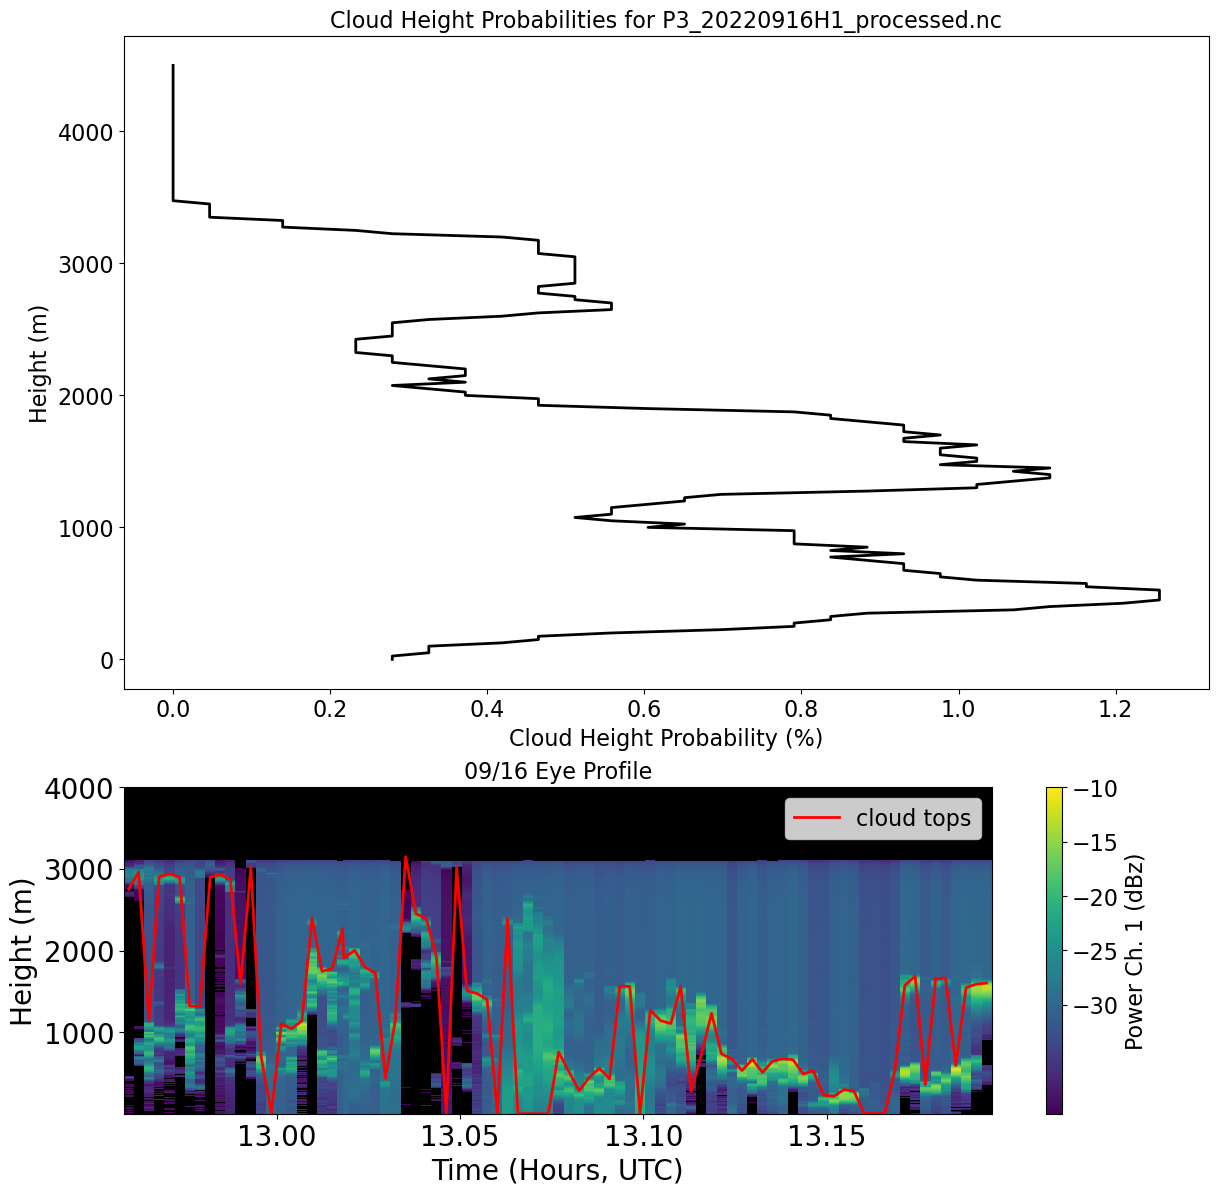 Cloud Height Probabilities for P3_20220916H1_processed.nc
4000
3000
2000
1000
0
Height (m)
0.0 0.2 0.4 0.6 0.8 1.0 1.2
Cloud Height Probability (%)
09/16 Eye Profile
4000
3000
2000
1000
Height (m)
cloud tops
13.00 13.05 13.10 13.15
Time (Hours, UTC)
−10
−15
−20
−25
−30
Power Ch. 1 (dBz)